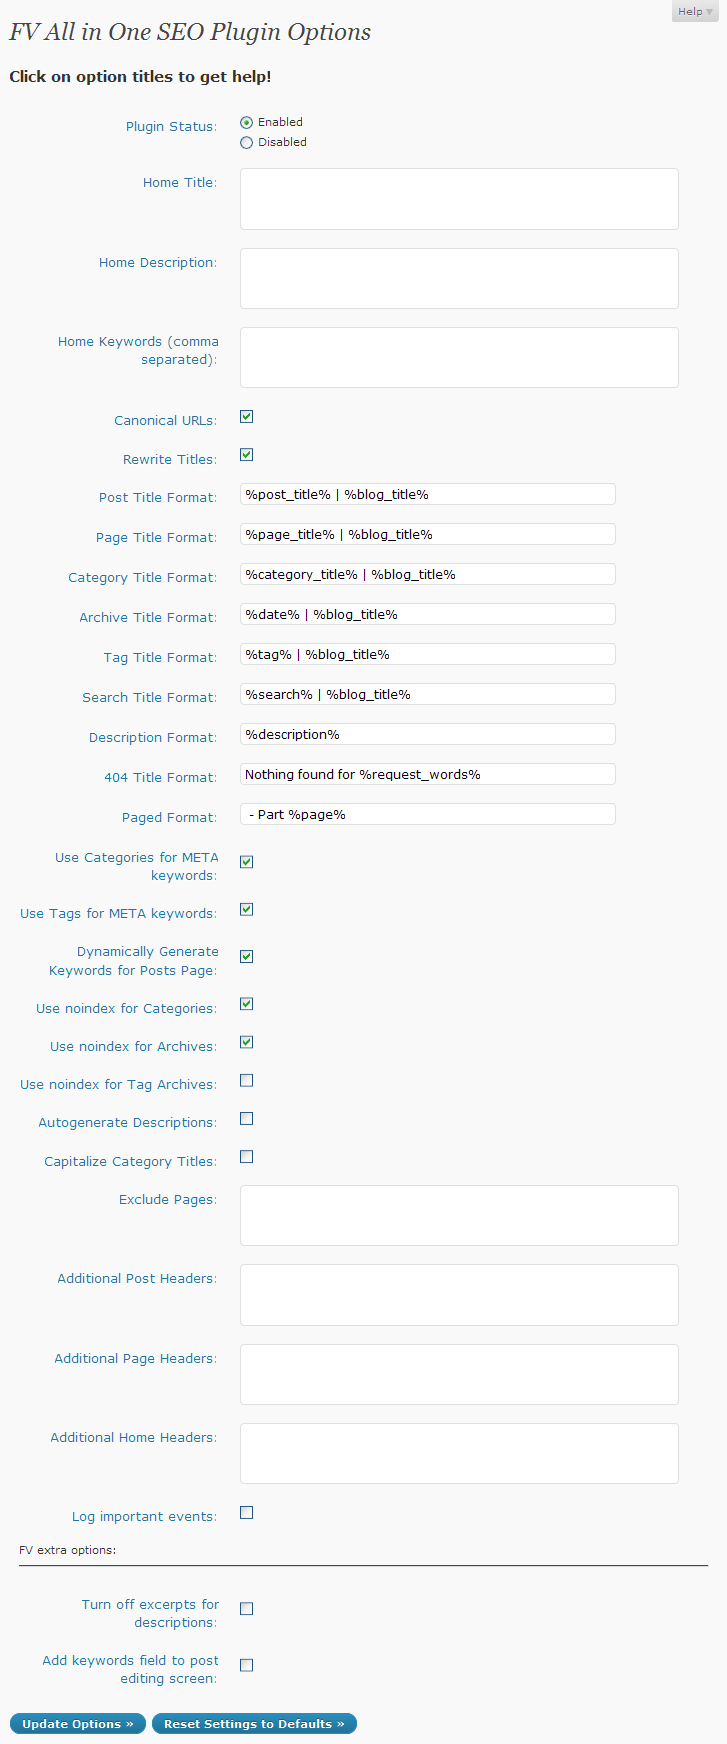 Help
FV All in One SEO Plugin Options
Click on option titles to get help!
Plugin Status:
Enabled
Disabled
Home Title:
Home Description:
Home Keywords (comma
separated):
Canonical URLs:
Rewrite Titles:
Post Title Format:
%post_title% | %blog_title%
Page Title Format:
%page_title% | %blog_title%
Category Title Format:
%category_title% | %blog_title%
Archive Title Format:
%date% | %blog_title%
Tag Title Format:
%tag% | %blog_title%
Search Title Format:
%search% | %blog_title%
Description Format:
%description%
404 Title Format:
Nothing found for %request_words%
Paged Format:
- Part %page%
Use Categories for META
keywords:
Use Tags for META keywords:
Dynamically Generate
Keywords for Posts Page:
Use noindex for Categories:
Use noindex for Archives:
Use noindex for Tag Archives:
Autogenerate Descriptions:
Capitalize Category Titles:
Exclude Pages:
Additional Post Headers:
Additional Page Headers:
Additional Home Headers:
Log important events:
FV extra options:
Turn off excerpts for
descriptions:
Add keywords field to post
editing screen:
Update Options »
Reset Settings to Defaults »